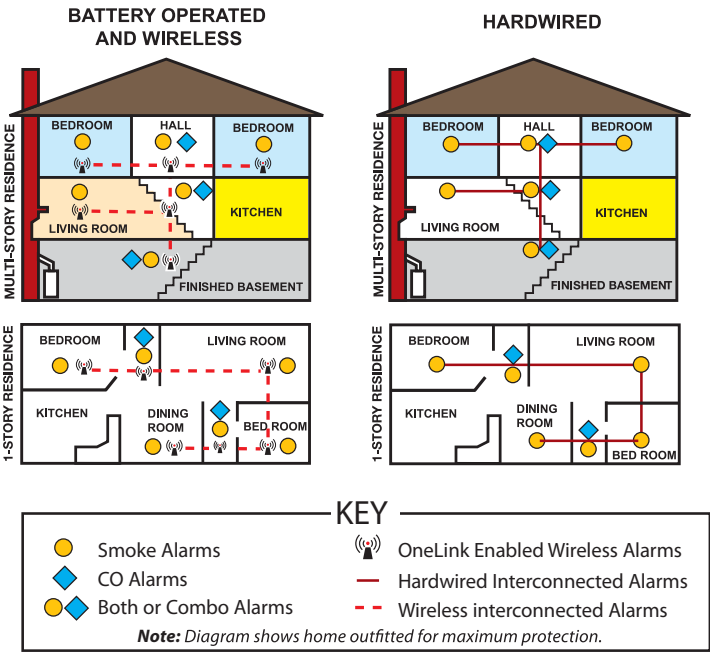 BATTERY OPERATED
AND WIRELESS
MULTI-STORY RESIDENCE
BEDROOM
HALL
BEDROOM
LIVING ROOM
KITCHEN
FINISHED BASEMENT
1-STORY RESIDENCE
BEDROOM
LIVING ROOM
KITCHEN
DINING
ROOM
BED ROOM
HARDWIRED
MULTI-STORY RESIDENCE
BEDROOM
HALL
BEDROOM
LIVING ROOM
KITCHEN
FINISHED BASEMENT
1-STORY RESIDENCE
BEDROOM
LIVING ROOM
KITCHEN
DINING
ROOM
BED ROOM
KEY
Smoke Alarms
CO Alarms
Both or Combo Alarms
OneLink Enabled Wireless Alarms
Hardwired Interconnected Alarms
Wireless interconnected Alarms
Note: Diagram shows home outfitted for maximum protection.